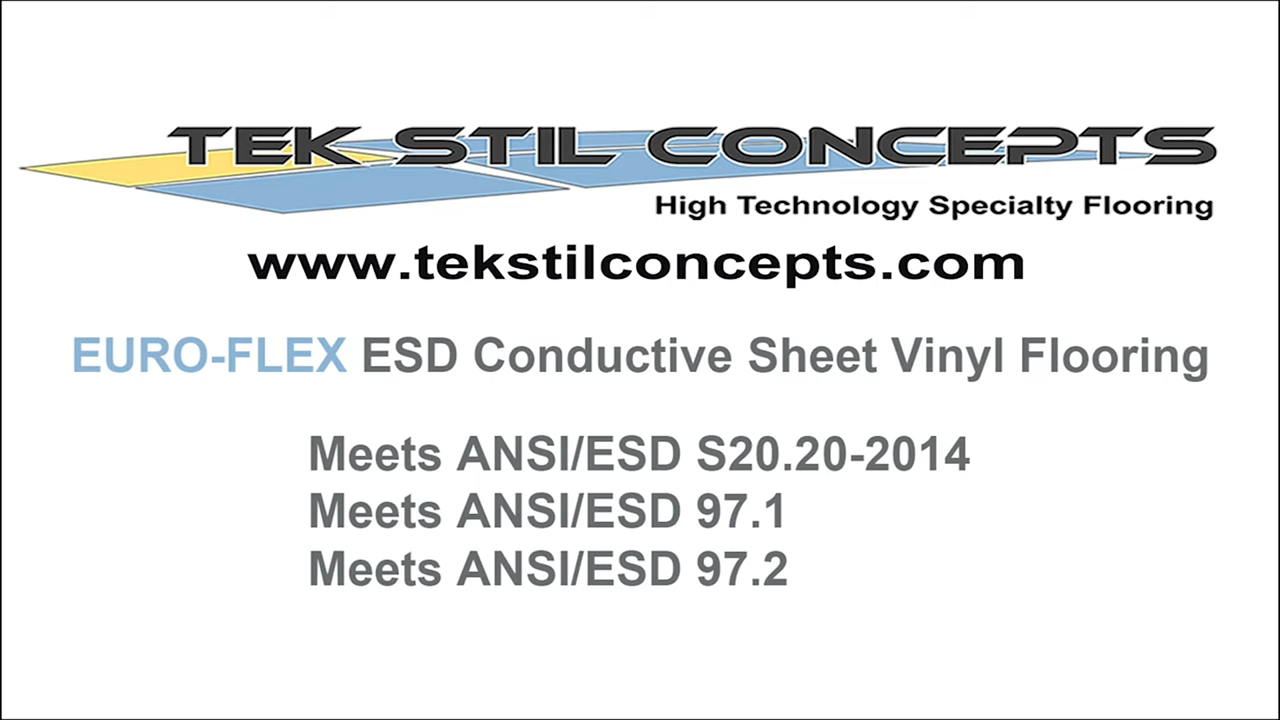 TEK STIL CONCEPTS
High Technology Specialty Flooring
www.tekstilconcepts.com
EURO-FLEX ESD Conductive Sheet Vinyl Flooring
Meets ANSI/ESD S20.20-2014
Meets ANSI/ESD 97.1
Meets ANSI/ESD 97.2